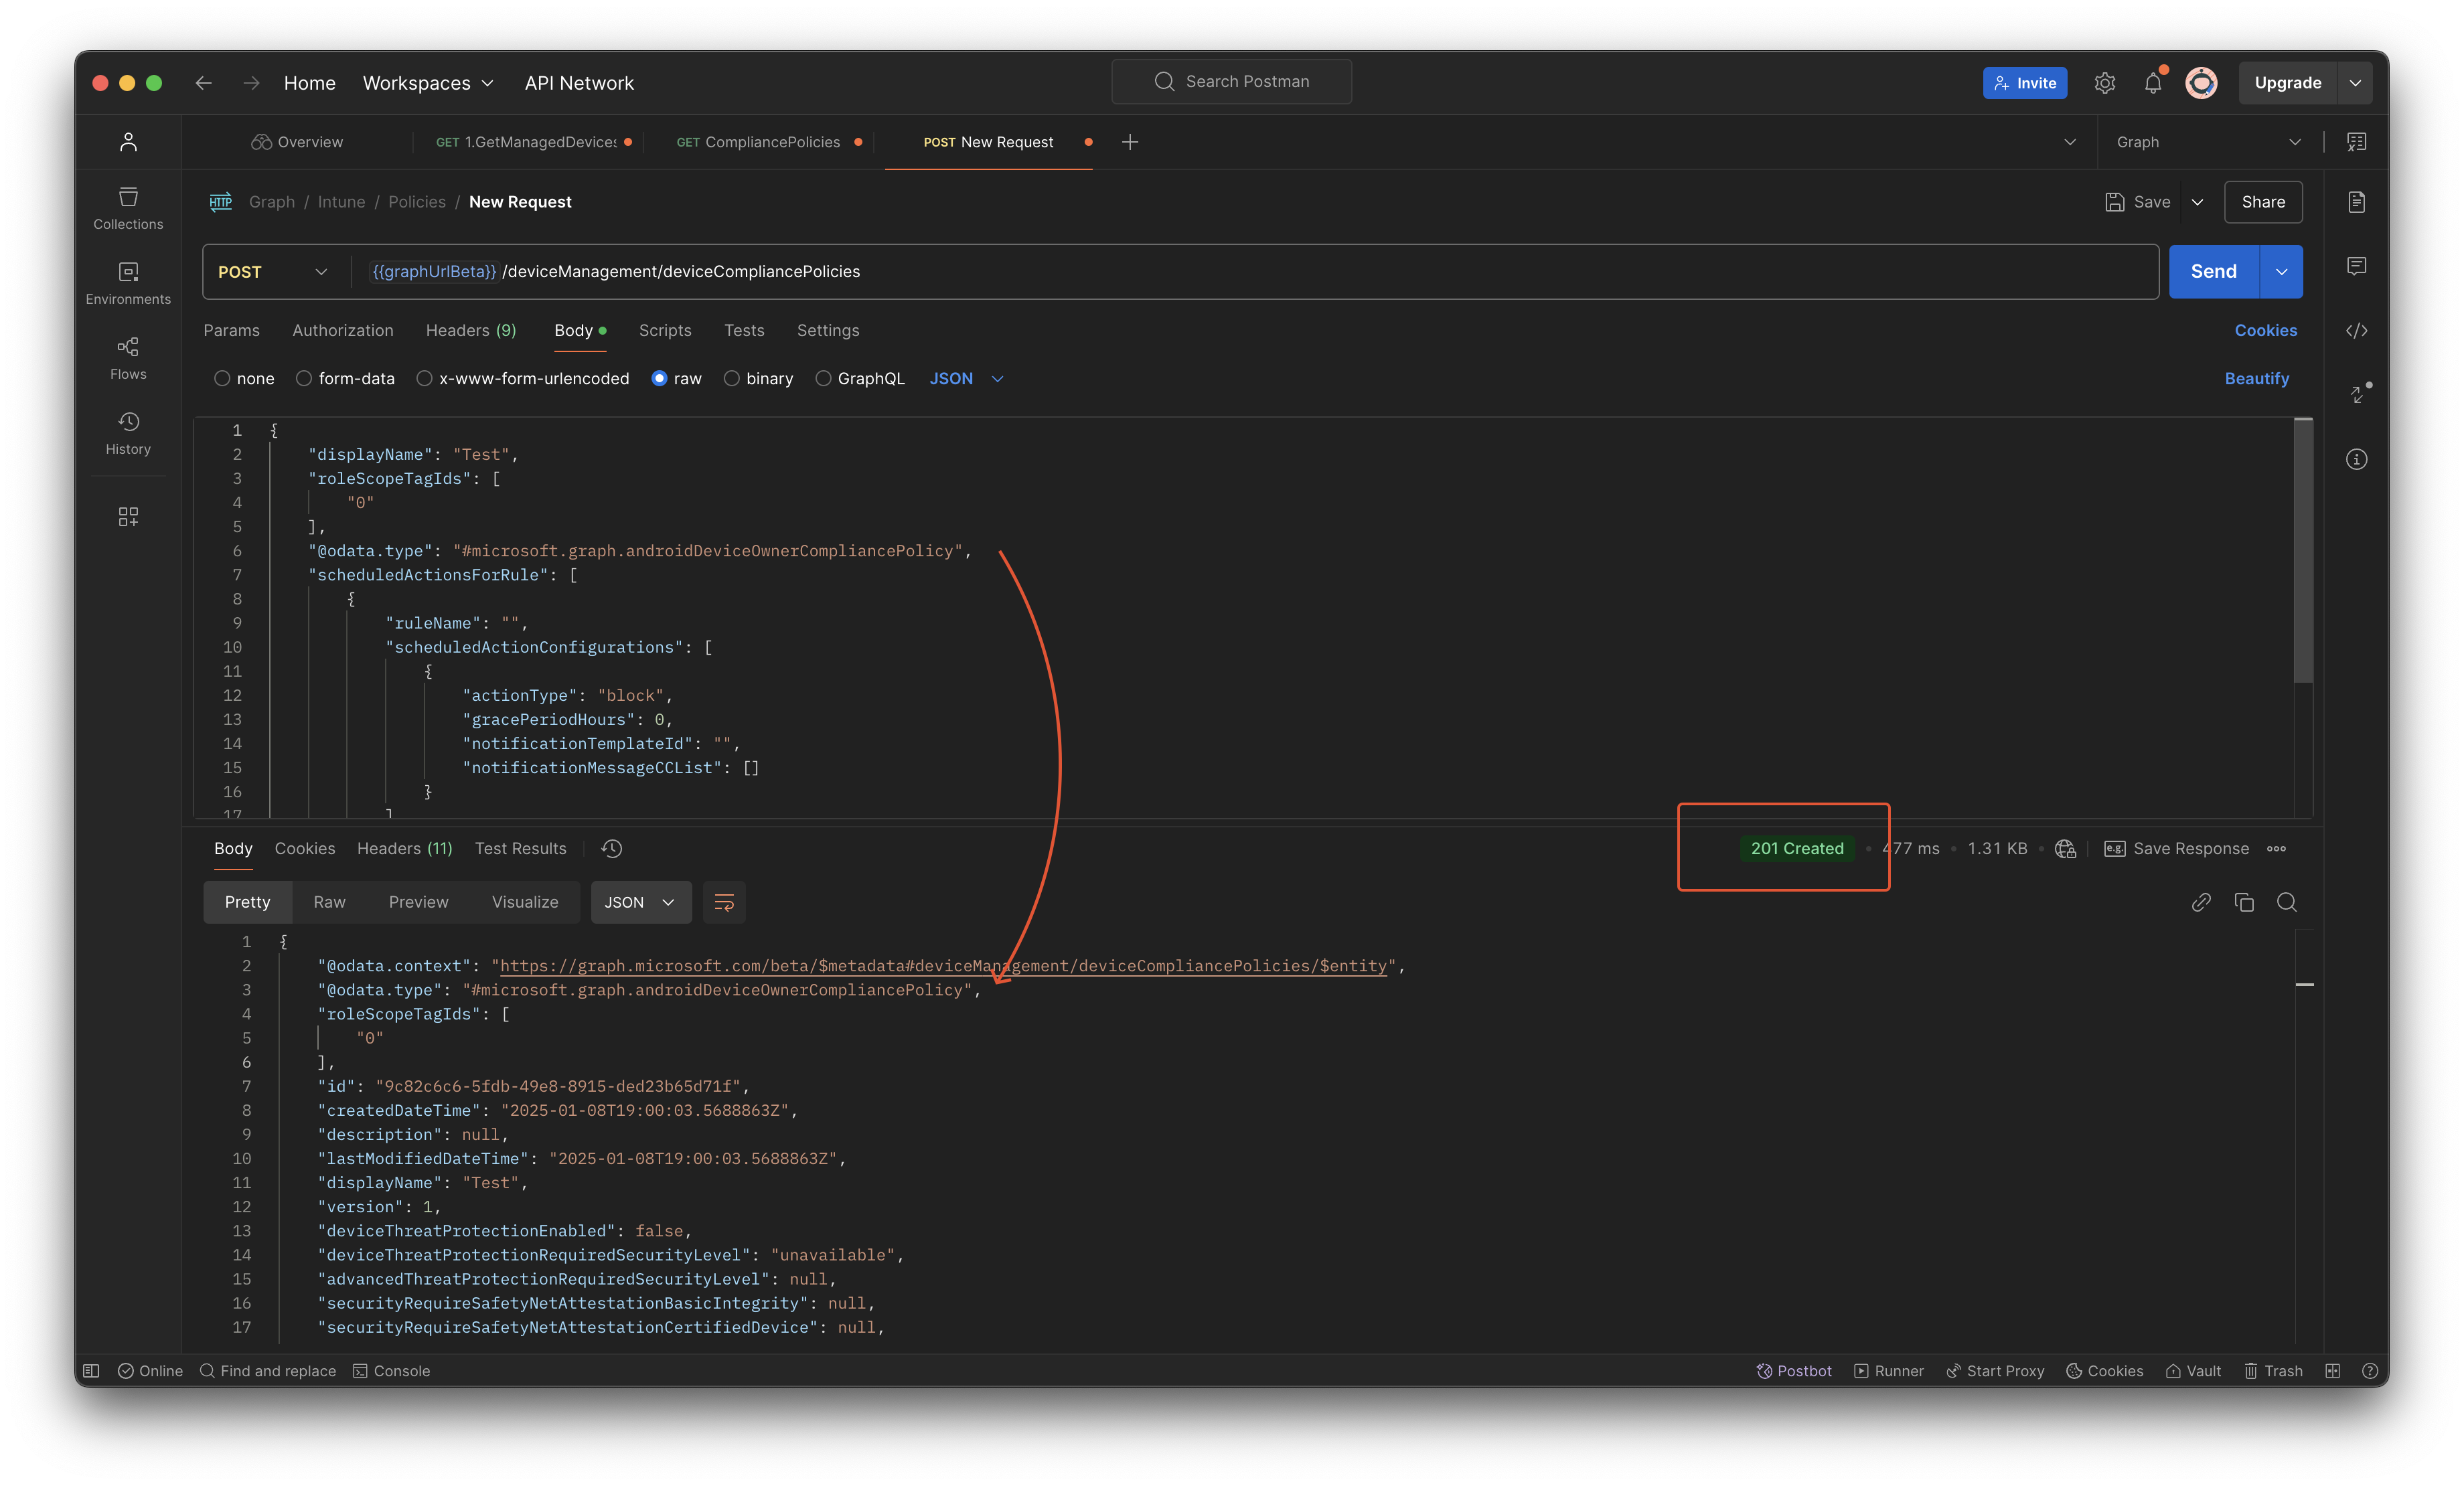 Home Workspaces API Network Search Postman Invite Upgrade
Overview GET 1.GetManagedDevices GET CompliancePolicies POST New Request Graph
Collections
Environments
Flows
History
HTTP Graph / Intune / Policies / New Request Save Share
POST {{graphUrlBeta}} /deviceManagement/deviceCompliancePolicies Send
Params Authorization Headers (9) Body Scripts Tests Settings Cookies
none form-data x-www-form-urlencoded raw binary GraphQL JSON Beautify
1 {
2 "displayName": "Test",
3 "roleScopeTagIds": [
4 "0"
5 ],
6 "@odata.type": "#microsoft.graph.androidDeviceOwnerCompliancePolicy",
7 "scheduledActionsForRule": [
8 {
9 "ruleName": "",
10 "scheduledActionConfigurations": [
11 {
12 "actionType": "block",
13 "gracePeriodHours": 0,
14 "notificationTemplateId": "",
15 "notificationMessageCCList": []
16 }
17 ]
Body Cookies Headers (11) Test Results 201 Created • 477 ms • 1.31 KB • e.g. Save Response
Pretty Raw Preview Visualize JSON
1 {
2 "@odata.context": "https://graph.microsoft.com/beta/$metadata#deviceManagement/deviceCompliancePolicies/$entity",
3 "@odata.type": "#microsoft.graph.androidDeviceOwnerCompliancePolicy",
4 "roleScopeTagIds": [
5 "0"
6 ],
7 "id": "9c82c6c6-5fdb-49e8-8915-ded23b65d71f",
8 "createdDateTime": "2025-01-08T19:00:03.5688863Z",
9 "description": null,
10 "lastModifiedDateTime": "2025-01-08T19:00:03.5688863Z",
11 "displayName": "Test",
12 "version": 1,
13 "deviceThreatProtectionEnabled": false,
14 "deviceThreatProtectionRequiredSecurityLevel": "unavailable",
15 "advancedThreatProtectionRequiredSecurityLevel": null,
16 "securityRequireSafetyNetAttestationBasicIntegrity": null,
17 "securityRequireSafetyNetAttestationCertifiedDevice": null,
Online Find and replace Console Postbot Runner Start Proxy Cookies Vault Trash